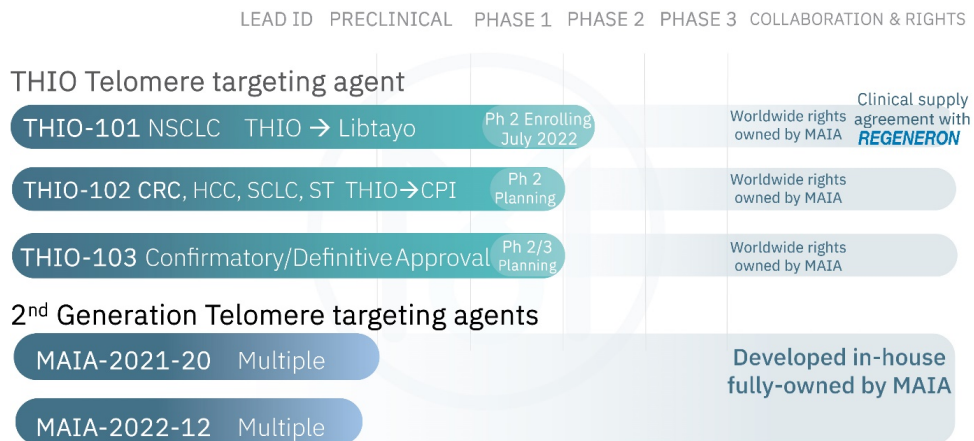 LEAD ID PRECLINICAL PHASE 1 PHASE 2 PHASE 3 COLLABORATION & RIGHTS
THIO Telomere targeting agent
THIO-101 NSCLC THIO → Libtayo
Ph 2 Enrolling
July 2022
Worldwide rights
owned by MAIA
Clinical supply
agreement with
REGENERON
THIO-102 CRC, HCC, SCLC, ST THIO→CPI
Ph 2
Planning
Worldwide rights
owned by MAIA
THIO-103 Confirmatory/Definitive Approval
Ph 2/3
Planning
Worldwide rights
owned by MAIA
2nd Generation Telomere targeting agents
MAIA-2021-20 Multiple
Developed in-house
fully-owned by MAIA
MAIA-2022-12 Multiple